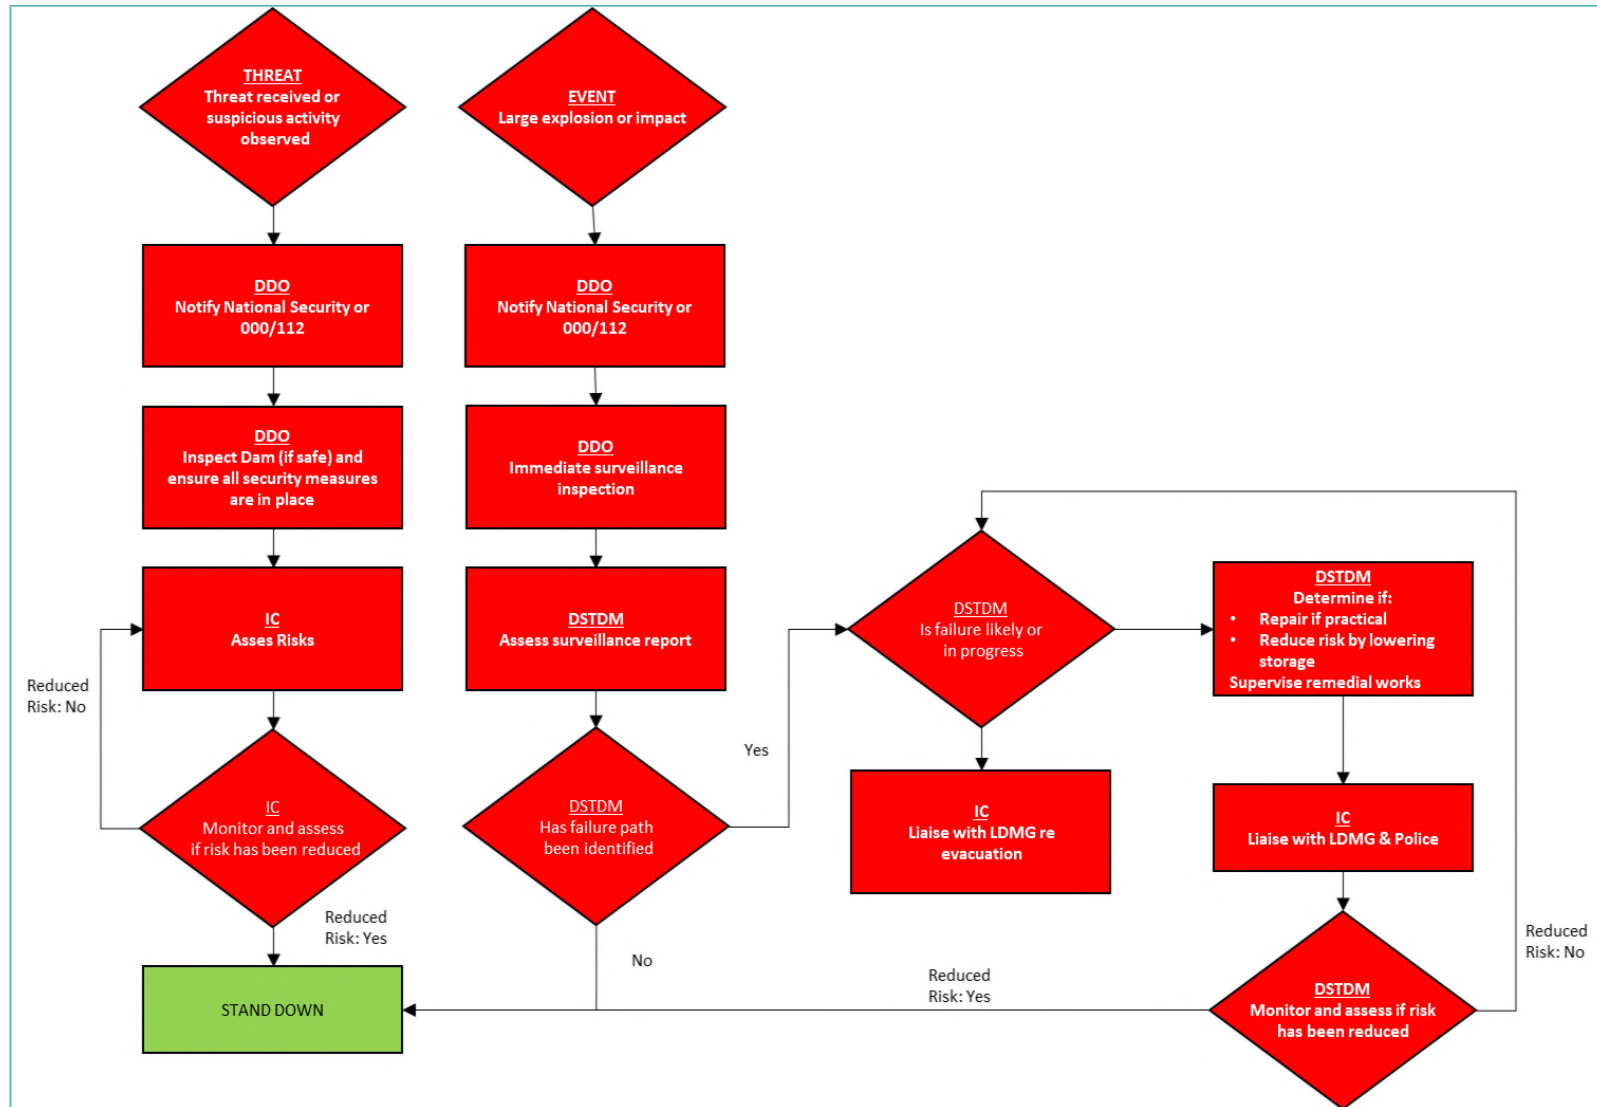 THREAT
Threat received or
suspicious activity
observed
EVENT
Large explosion or impact
DDO
Notify National Security or
000/112
DDO
Notify National Security or
000/112
DDO
Inspect Dam (if safe) and
ensure all security measures
are in place
DDO
Immediate surveillance
inspection
IC
Asses Risks
DSTDM
Assess surveillance report
DSTDM
Is failure likely or
in progress
DSTDM
Determine if:
• Repair if practical
• Reduce risk by lowering
storage
Supervise remedial works
Reduced
Risk: No
Yes
IC
Monitor and assess
if risk has been reduced
DSTDM
Has failure path
been identified
IC
Liaise with LDMG re
evacuation
IC
Liaise with LDMG & Police
Reduced
Risk: Yes
No
Reduced
Risk: Yes
Reduced
Risk: No
STAND DOWN
DSTDM
Monitor and assess if risk
has been reduced